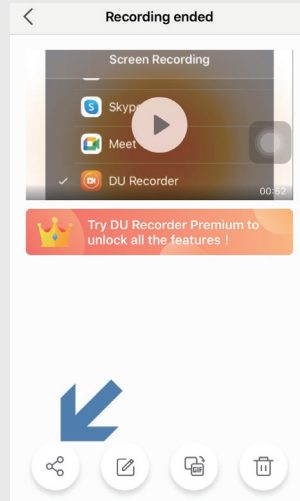 Recording ended
Screen Recording
Skype
Meet
DU Recorder
00:52
Try DU Recorder Premium to
unlock all the features !
GIF